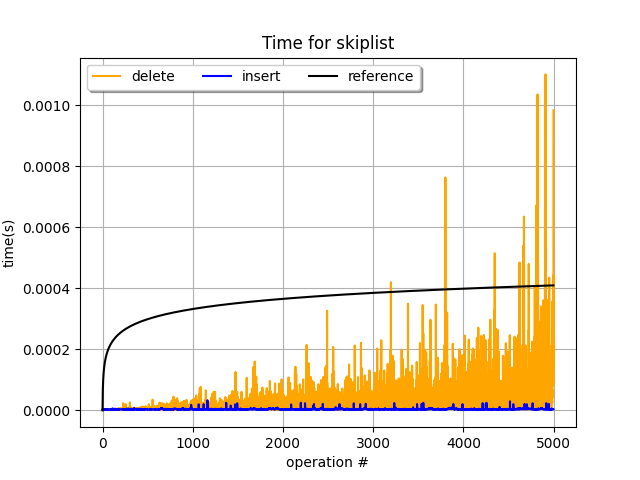 Time for skiplist
delete insert reference
0.0010
0.0008
0.0006
0.0004
0.0002
0.0000
time(s)
0 1000 2000 3000 4000 5000
operation #